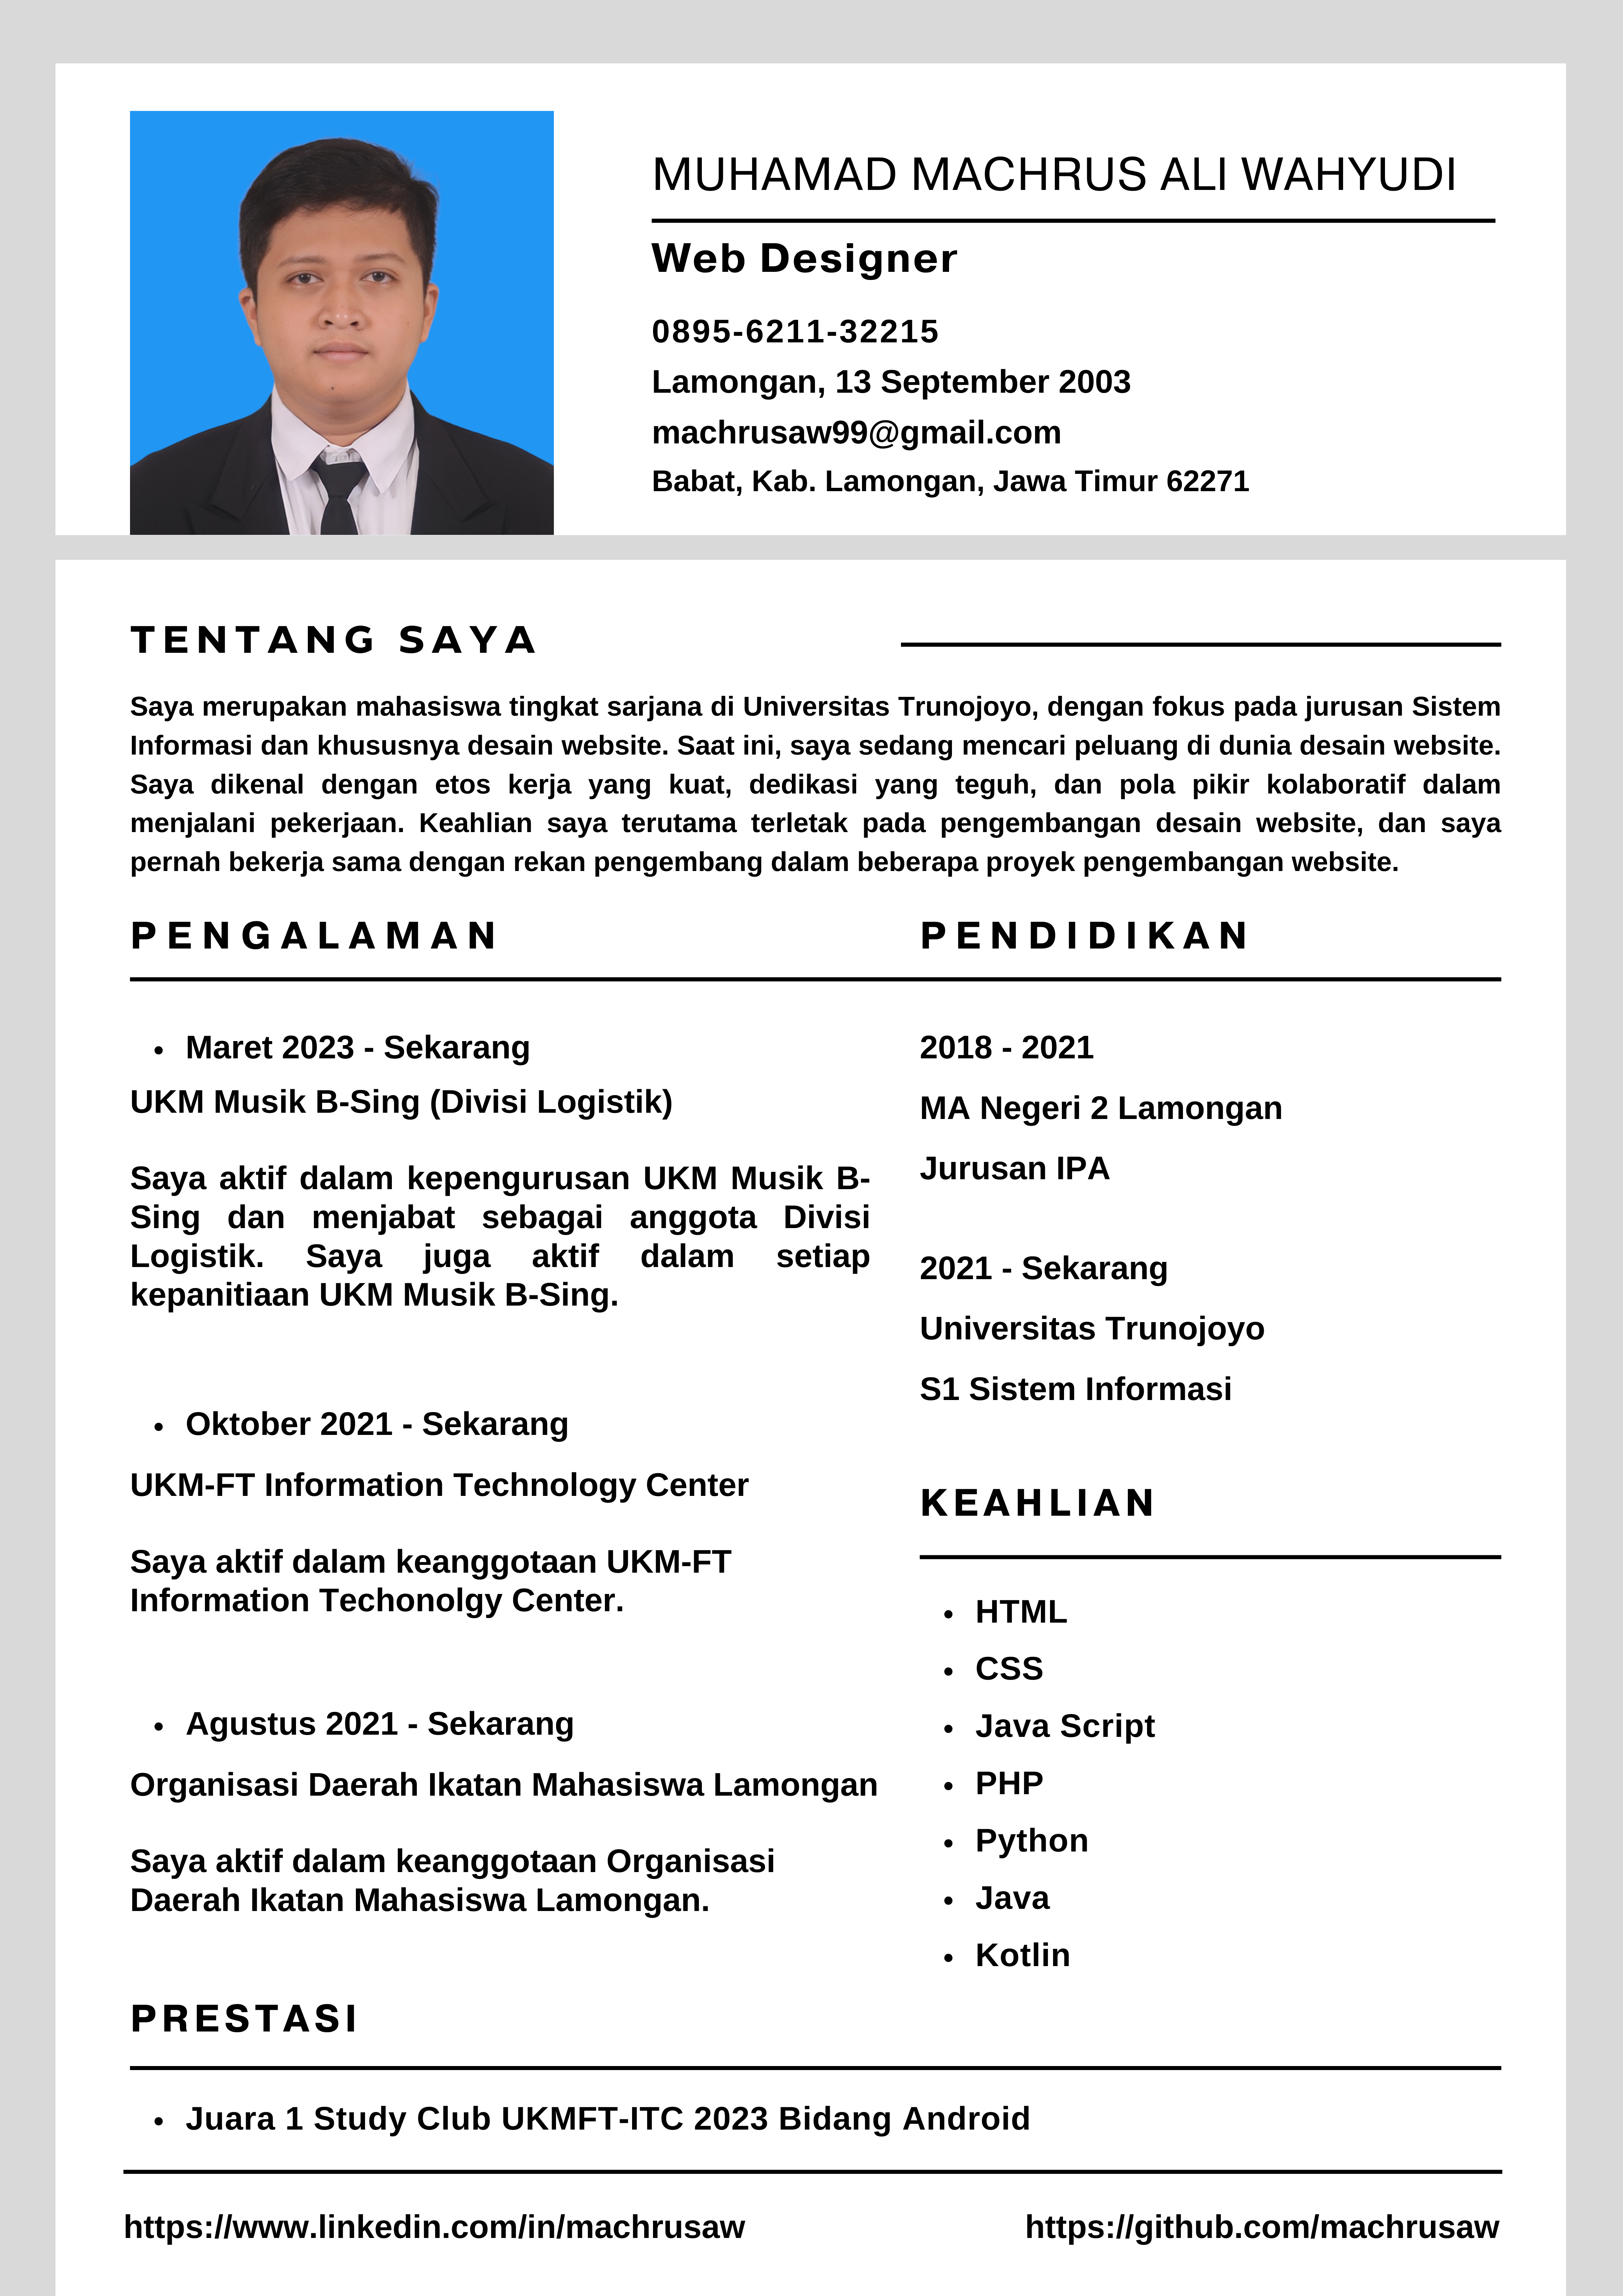 MUHAMAD MACHRUS ALI WAHYUDI
Web Designer
0895-6211-32215
Lamongan, 13 September 2003
machrusaw99@gmail.com
Babat, Kab. Lamongan, Jawa Timur 62271
TENTANG SAYA
Saya merupakan mahasiswa tingkat sarjana di Universitas Trunojoyo, dengan fokus pada jurusan Sistem
Informasi dan khususnya desain website. Saat ini, saya sedang mencari peluang di dunia desain website.
Saya dikenal dengan etos kerja yang kuat, dedikasi yang teguh, dan pola pikir kolaboratif dalam
menjalani pekerjaan. Keahlian saya terutama terletak pada pengembangan desain website, dan saya
pernah bekerja sama dengan rekan pengembang dalam beberapa proyek pengembangan website.
PENGALAMAN
• Maret 2023 - Sekarang
UKM Musik B-Sing (Divisi Logistik)
Saya aktif dalam kepengurusan UKM Musik B-
Sing dan menjabat sebagai anggota Divisi
Logistik. Saya juga aktif dalam setiap
kepanitiaan UKM Musik B-Sing.
• Oktober 2021 - Sekarang
UKM-FT Information Technology Center
Saya aktif dalam keanggotaan UKM-FT
Information Techonolgy Center.
• Agustus 2021 - Sekarang
Organisasi Daerah Ikatan Mahasiswa Lamongan
Saya aktif dalam keanggotaan Organisasi
Daerah Ikatan Mahasiswa Lamongan.
PENDIDIKAN
2018 - 2021
MA Negeri 2 Lamongan
Jurusan IPA
2021 - Sekarang
Universitas Trunojoyo
S1 Sistem Informasi
KEAHLIAN
• HTML
• CSS
• Java Script
• PHP
• Python
• Java
• Kotlin
PRESTASI
• Juara 1 Study Club UKMFT-ITC 2023 Bidang Android
https://www.linkedin.com/in/machrusaw
https://github.com/machrusaw